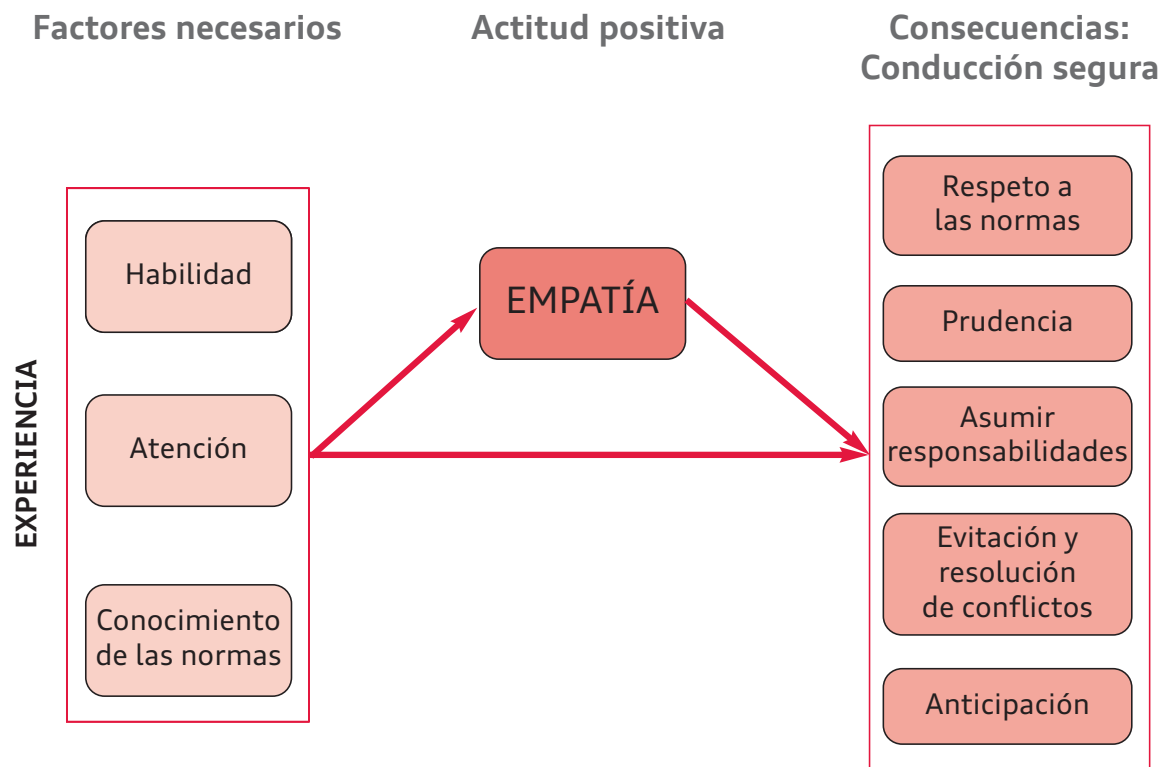 Factores necesarios
Actitud positiva
Consecuencias:
Conducción segura
EXPERIENCIA
Habilidad
Atención
Conocimiento
de las normas
EMPATÍA
Respeto a
las normas
Prudencia
Asumir
responsabilidades
Evitación y
resolución
de conflictos
Anticipación